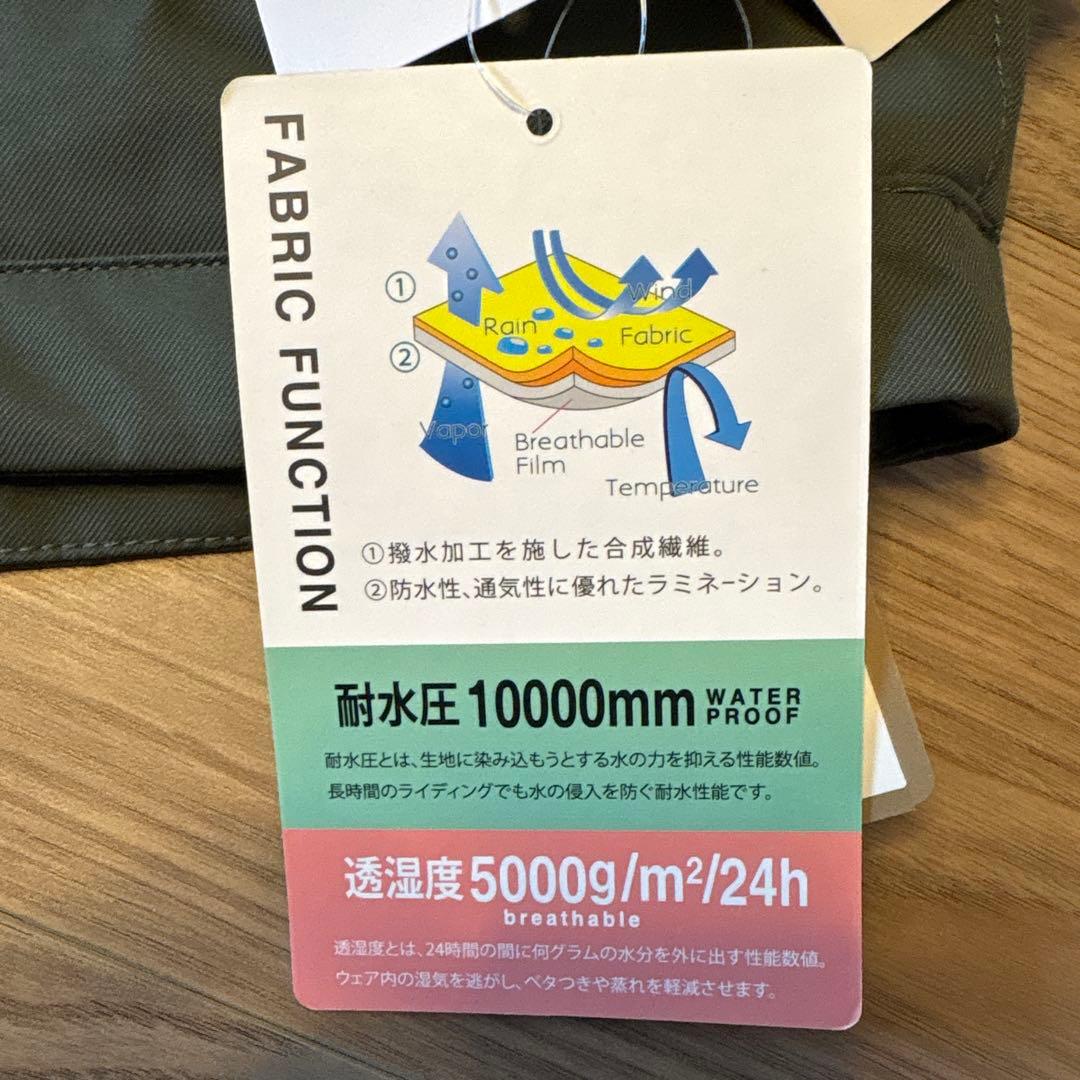 FABRIC FUNCTION
①
Wind
Rain
Fabric
②
Vapor
Breathable
Film
Temperature
①撥水加工を施した合成繊維。
②防水性、通気性に優れたラミネーション。
耐水圧10000mm WATER PROOF
耐水圧とは、生地に染み込もうとする水の力を抑える性能数値。
長時間のライディングでも水の侵入を防ぐ耐水性能です。
透湿度5000g/m²/24h
breathable
透湿度とは、24時間の間に何グラムの水分を外に出す性能数値。
ウェア内の湿気を逃がし、ベタつきや蒸れを軽減させます。